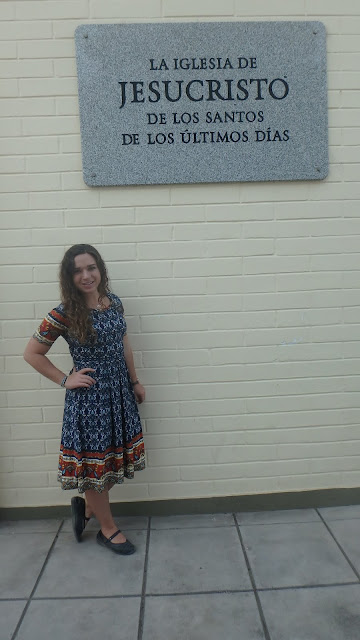 LA IGLESIA DE
JESUCRISTO
DE LOS SANTOS
DE LOS ÚLTIMOS DÍAS